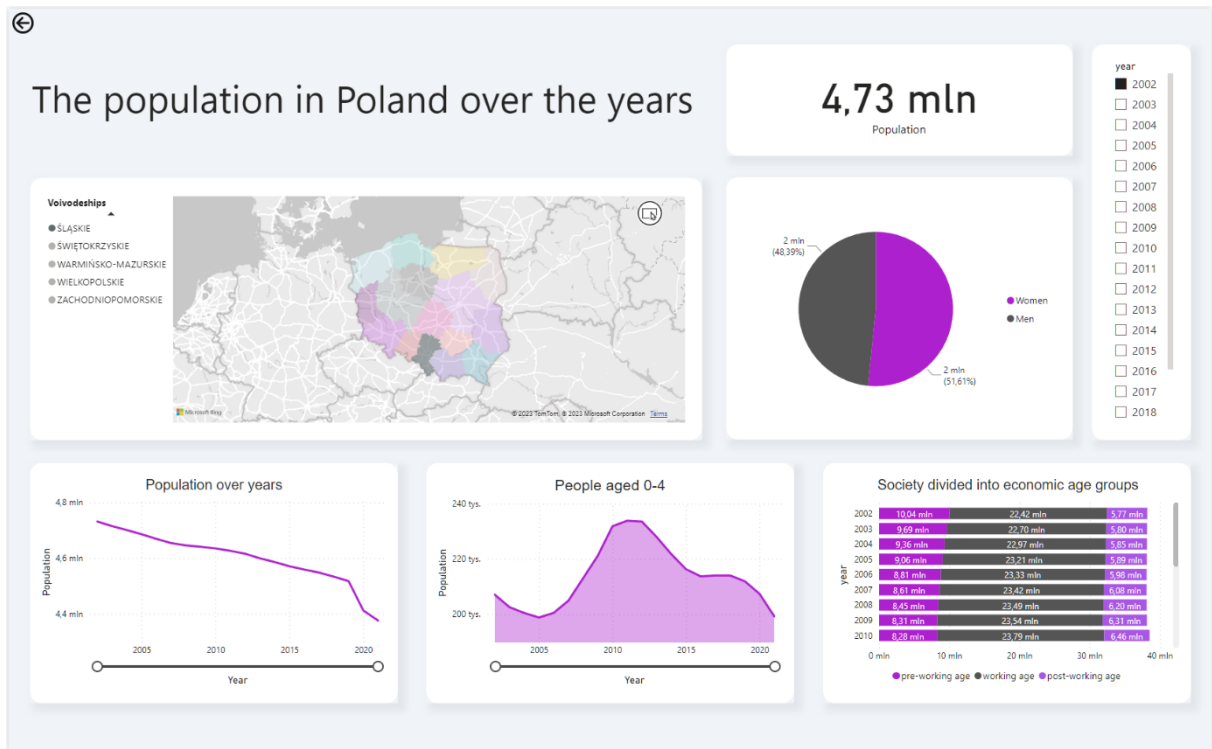 The population in Poland over the years
4,73 mln
Population
year
2002
2003
2004
2005
2006
2007
2008
2009
2010
2011
2012
2013
2014
2015
2016
2017
2018
Voivodeships
ŚLĄSKIE
ŚWIĘTOKRZYSKIE
WARMIŃSKO-MAZURSKIE
WIELKOPOLSKIE
ZACHODNIOPOMORSKIE
Microsoft Bing
© 2023 TomTom, © 2023 Microsoft Corporation Terms
2 mln
(48,39%)
2 mln
(51,61%)
Women
Men
Population over years
4,8 mln
4,6 mln
4,4 mln
Population
2005 2010 2015 2020
Year
People aged 0-4
240 tys.
220 tys.
200 tys.
Population
2005 2010 2015 2020
Year
Society divided into economic age groups
year
2002 10,04 mln 22,42 mln 5,77 mln
2003 9,69 mln 22,70 mln 5,80 mln
2004 9,36 mln 22,97 mln 5,85 mln
2005 9,06 mln 23,21 mln 5,89 mln
2006 8,81 mln 23,33 mln 5,98 mln
2007 8,61 mln 23,42 mln 6,08 mln
2008 8,45 mln 23,49 mln 6,20 mln
2009 8,31 mln 23,54 mln 6,31 mln
2010 8,28 mln 23,79 mln 6,46 mln
0 mln 10 mln 20 mln 30 mln 40 mln
pre-working age working age post-working age